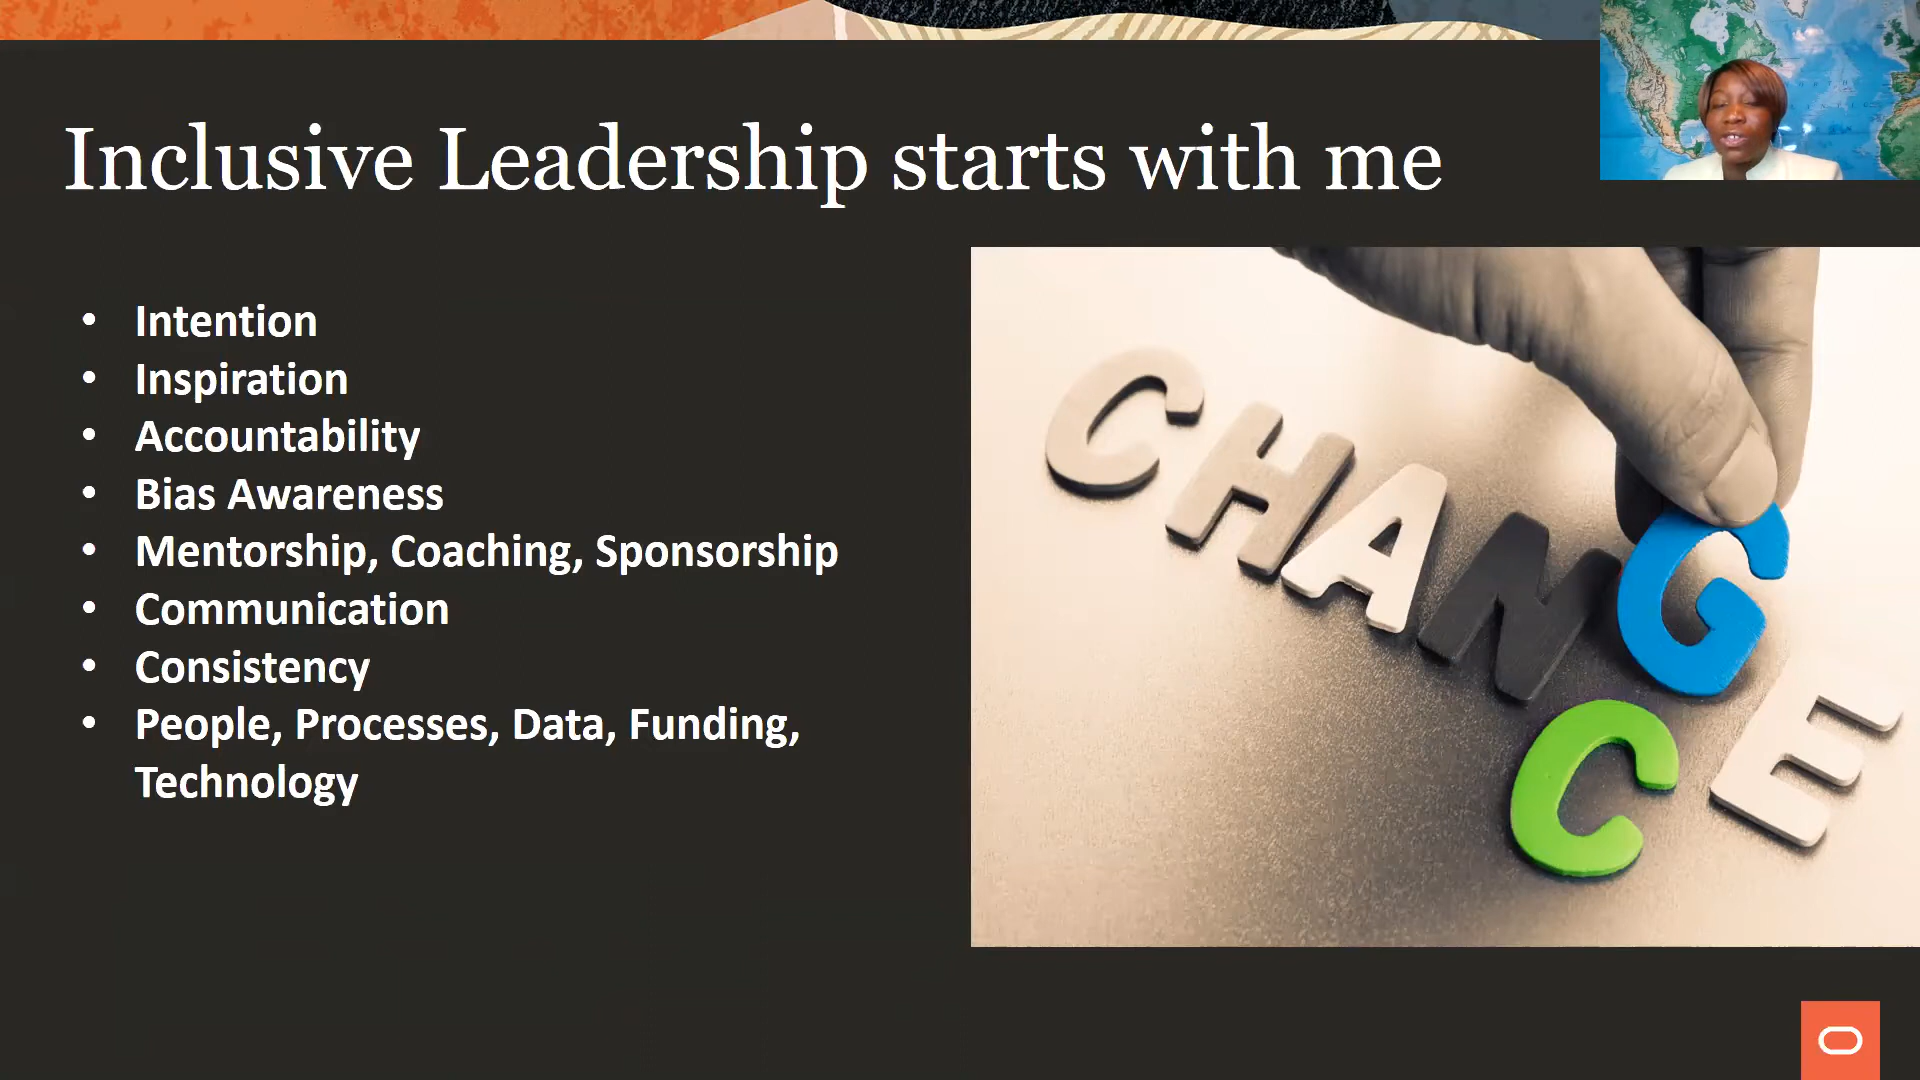 Inclusive Leadership starts with me
• Intention
• Inspiration
• Accountability
• Bias Awareness
• Mentorship, Coaching, Sponsorship
• Communication
• Consistency
• People, Processes, Data, Funding,
Technology
CHANGE
C